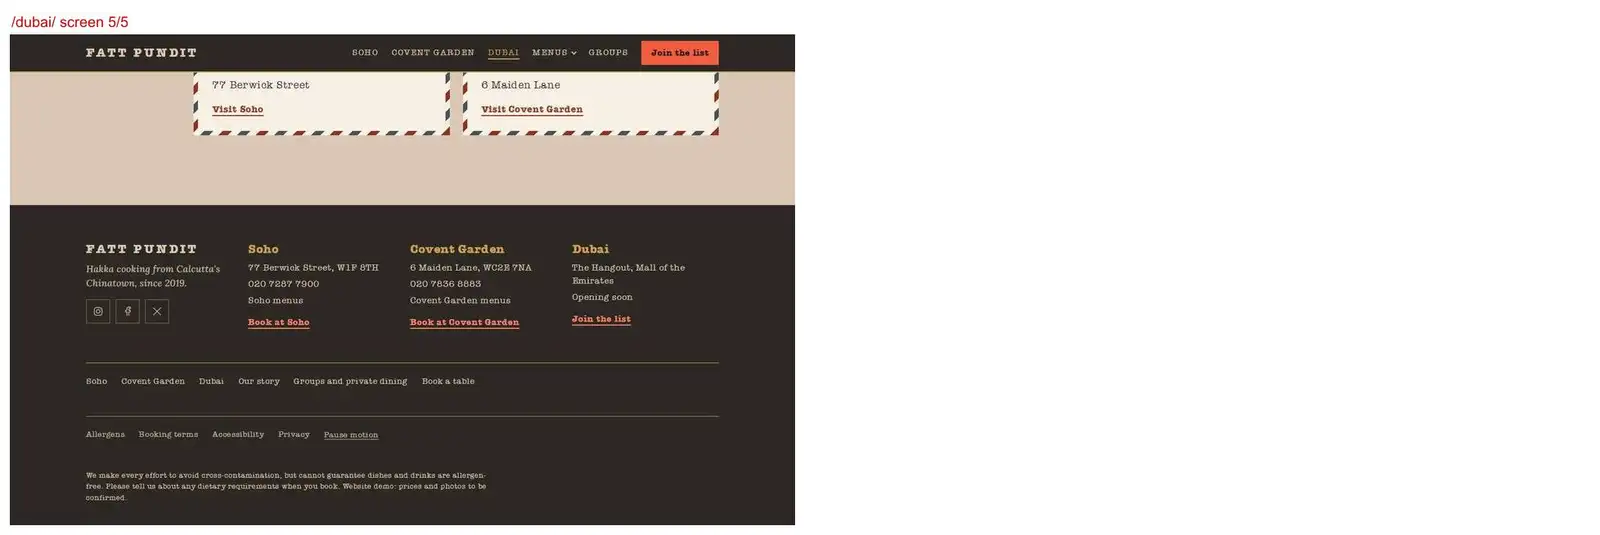 /dubai/ screen 5/5
FATT PUNDIT
SOHO COVENT GARDEN DUBAI MENUS GROUPS Join the list
77 Berwick Street
Visit Soho
6 Maiden Lane
Visit Covent Garden
FATT PUNDIT
Hakka cooking from Calcutta's
Chinatown, since 2019.
Soho
77 Berwick Street, W1F 8TH
020 7287 7900
Soho menus
Book at Soho
Covent Garden
6 Maiden Lane, WC2E 7NA
020 7836 8883
Covent Garden menus
Book at Covent Garden
Dubai
The Hangout, Mall of the
Emirates
Opening soon
Join the list
Soho Covent Garden Dubai Our story Groups and private dining Book a table
Allergens Booking terms Accessibility Privacy Pause motion
We make every effort to avoid cross-contamination, but cannot guarantee dishes and drinks are allergen-
free. Please tell us about any dietary requirements when you book. Website demo: prices and photos to be
confirmed.